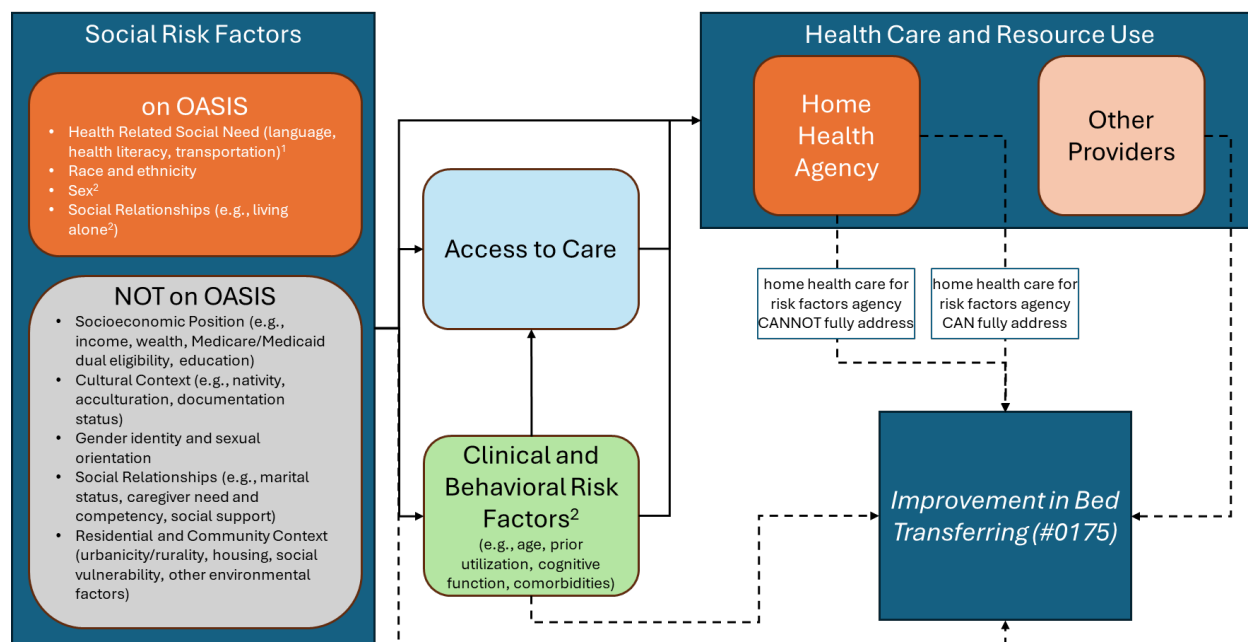 Social Risk Factors
on OASIS
• Health Related Social Need (language,
health literacy, transportation)¹
• Race and ethnicity
• Sex²
• Social Relationships (e.g., living
alone²)
NOT on OASIS
• Socioeconomic Position (e.g.,
income, wealth, Medicare/Medicaid
dual eligibility, education)
• Cultural Context (e.g., nativity,
acculturation, documentation
status)
• Gender identity and sexual
orientation
• Social Relationships (e.g., marital
status, caregiver need and
competency, social support)
• Residential and Community Context
(urbanicity/rurality, housing, social
vulnerability, other environmental
factors)
Access to Care
Clinical and
Behavioral Risk
Factors²
(e.g., age, prior
utilization, cognitive
function, comorbidities)
Health Care and Resource Use
Home
Health
Agency
Other
Providers
home health care for
risk factors agency
CANNOT fully address
home health care for
risk factors agency
CAN fully address
Improvement in Bed
Transferring (#0175)